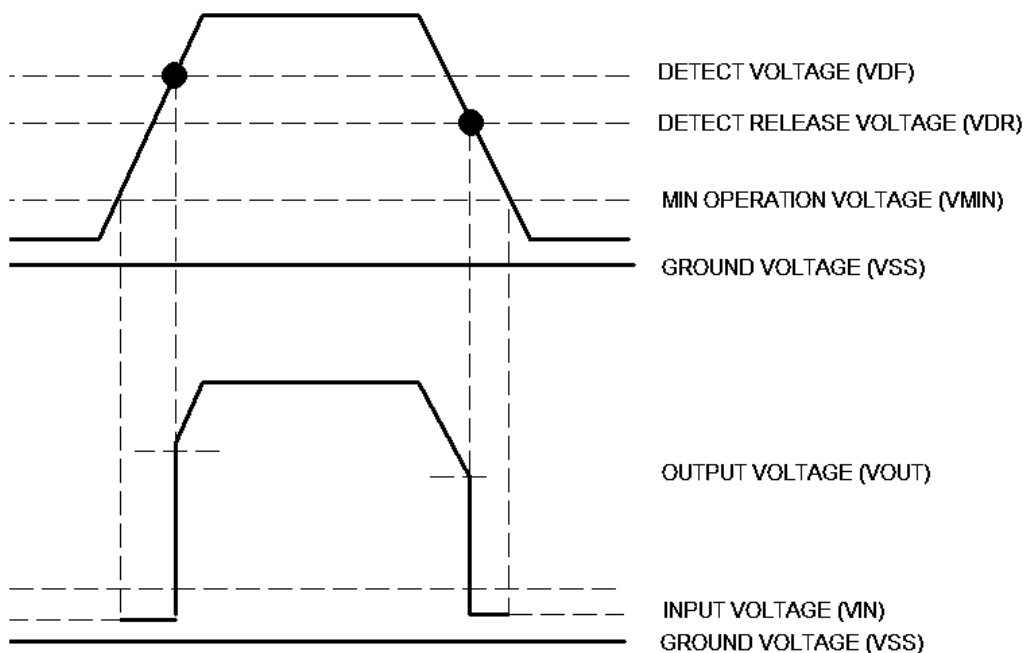 DETECT VOLTAGE (VDF)
DETECT RELEASE VOLTAGE (VDR)
MIN OPERATION VOLTAGE (VMIN)
GROUND VOLTAGE (VSS)
OUTPUT VOLTAGE (VOUT)
INPUT VOLTAGE (VIN)
GROUND VOLTAGE (VSS)